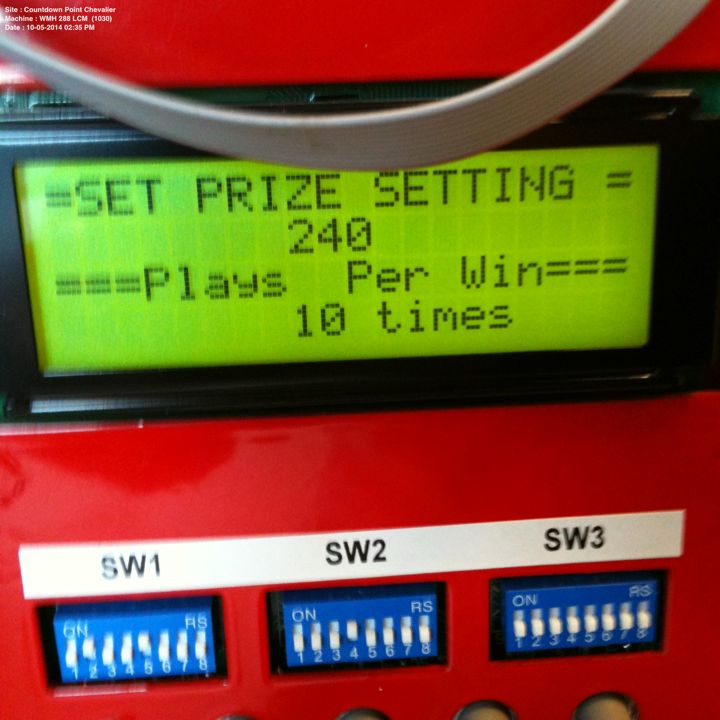 Site : Countdown Point Chevalier
Machine : WMH 288 LCM (1030)
Date : 10-05-2014 02:35 PM
=SET PRIZE SETTING =
240
===Plays Per Win===
10 times
SW1 SW2 SW3
ON RS ON RS ON RS
1 2 3 4 5 6 7 8 1 2 3 4 5 6 7 8 1 2 3 4 5 6 7 8